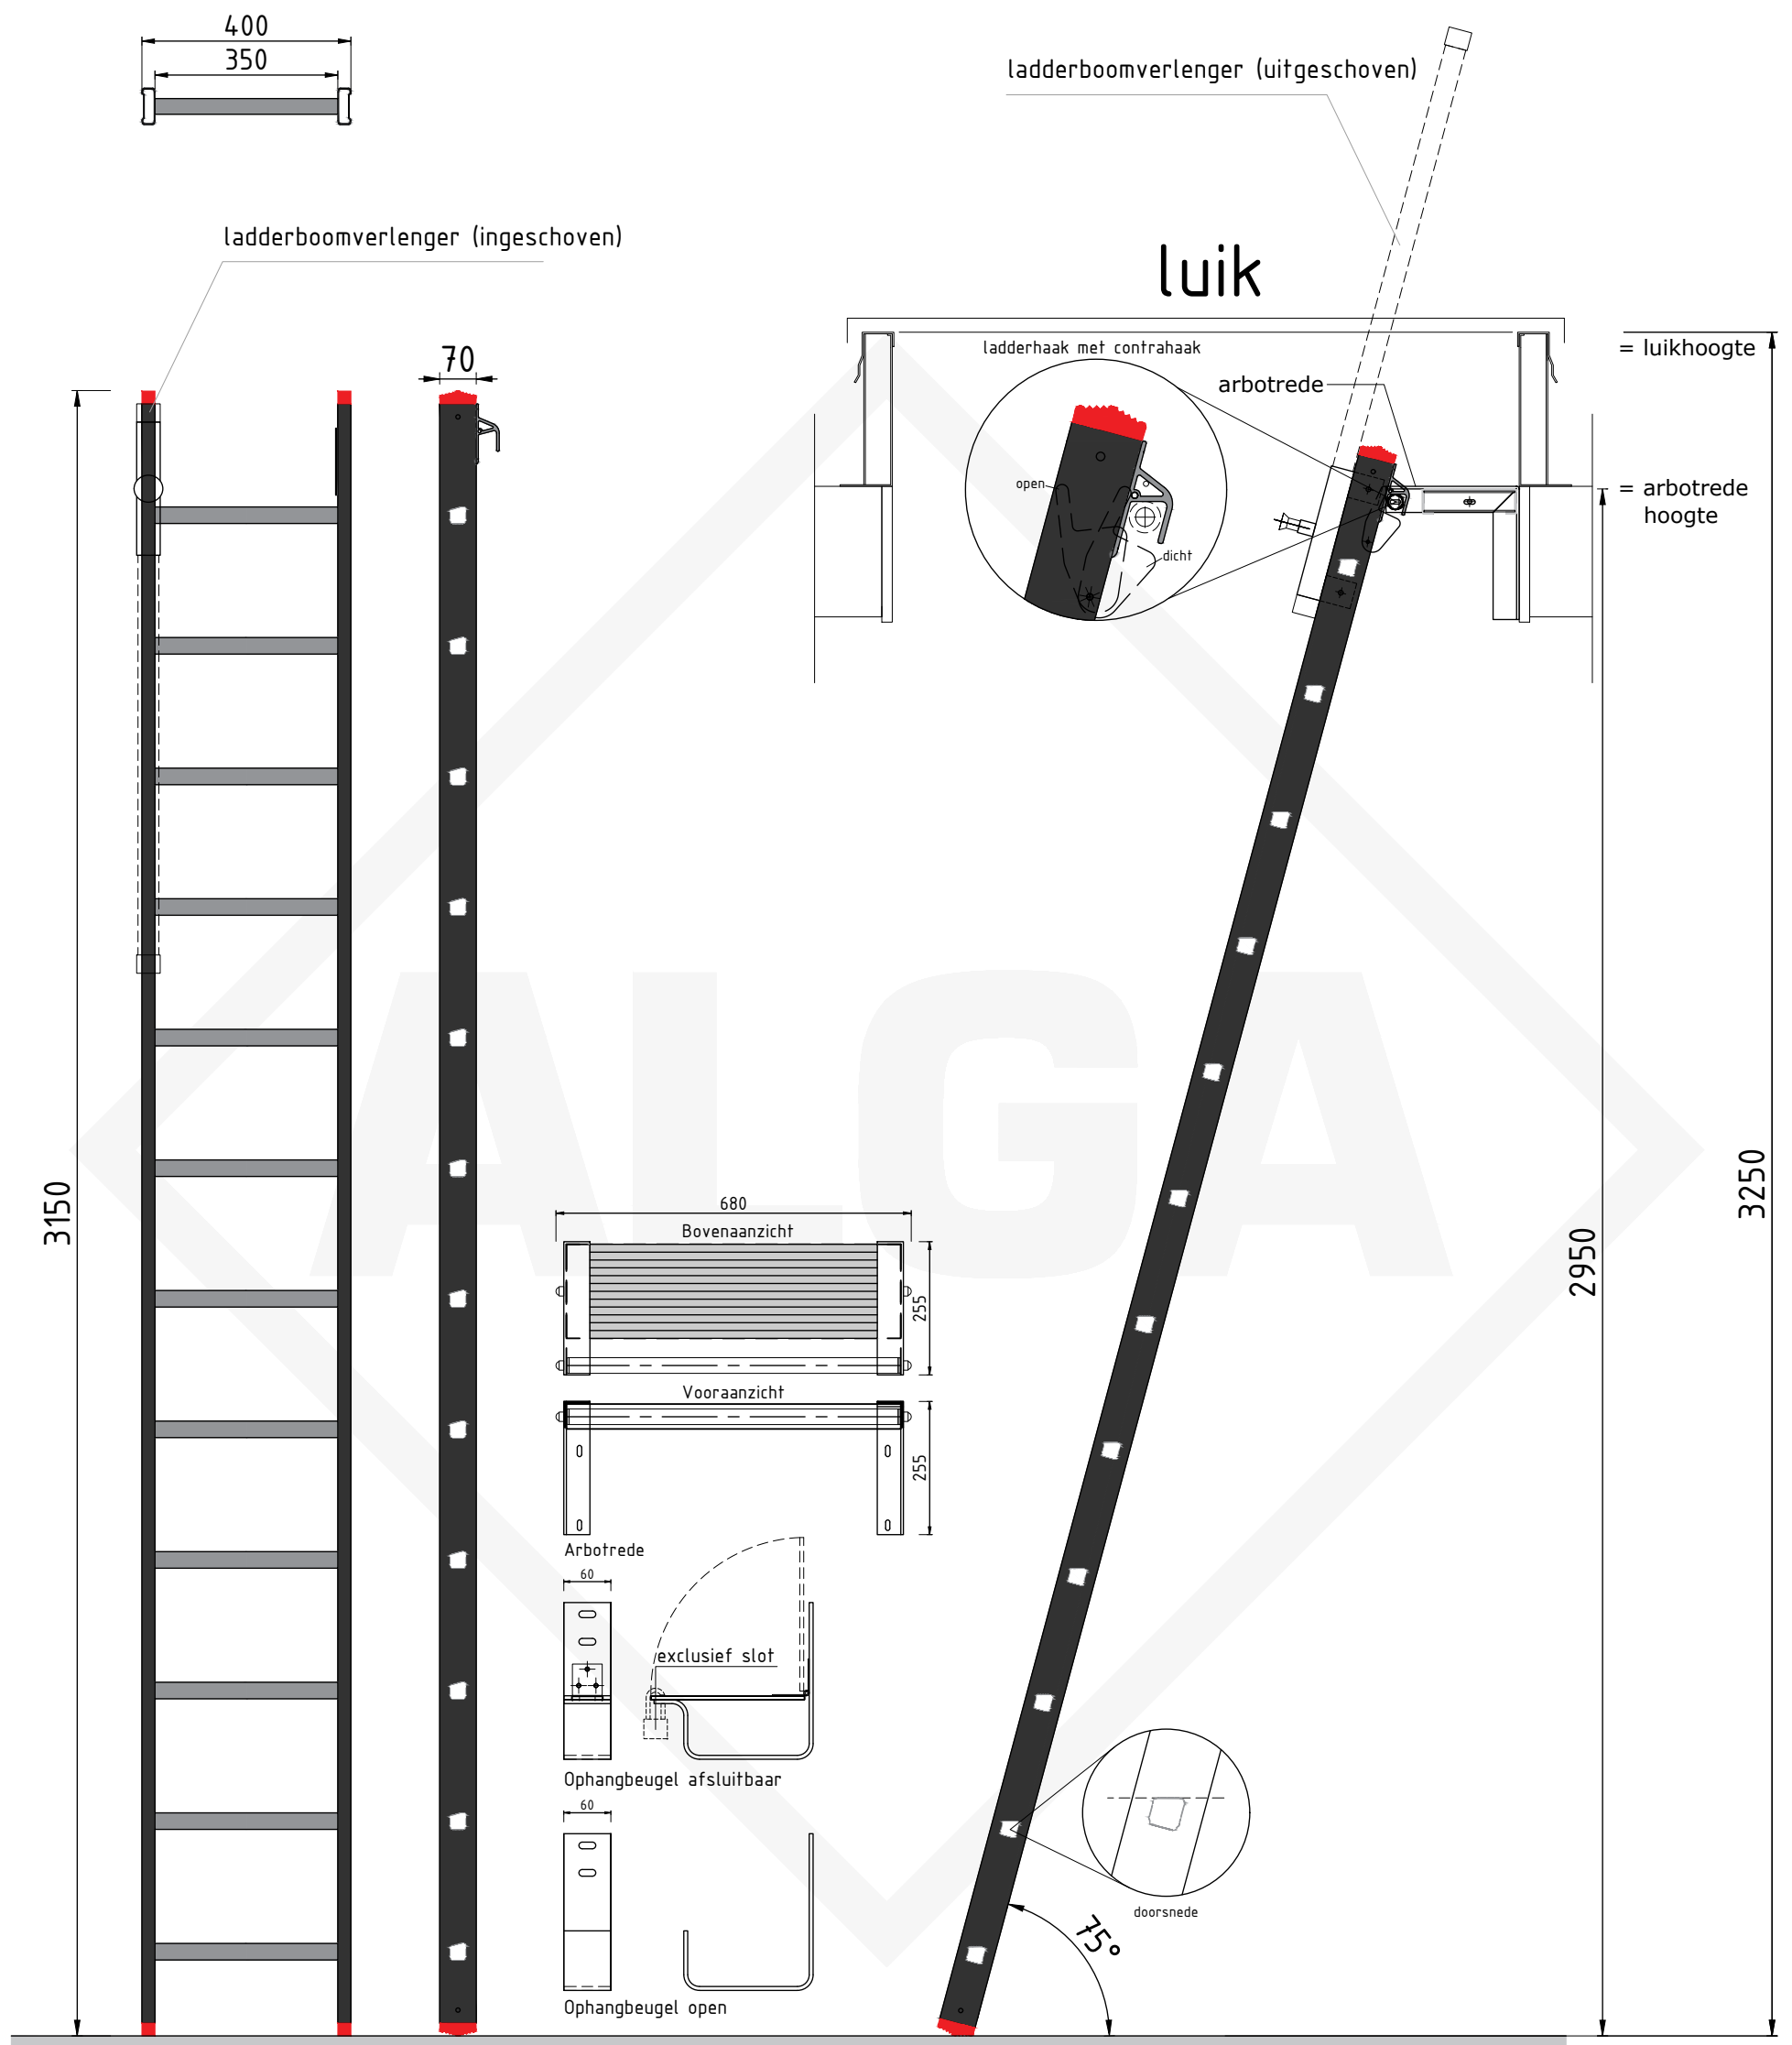 400
350
ladderboomverlenger (uitgeschoven)
ladderboomverlenger (ingeschoven)
luik
70
ladderhaak met contrahaak
= luikhoogte
arbotrede
open
dicht
= arbotrede
hoogte
ALGA
3150
3250
2950
680
Bovenaanzicht
255
Vooraanzicht
255
Arbotrede
60
exclusief slot
Ophangbeugel afsluitbaar
60
Ophangbeugel open
doorsnede
75°